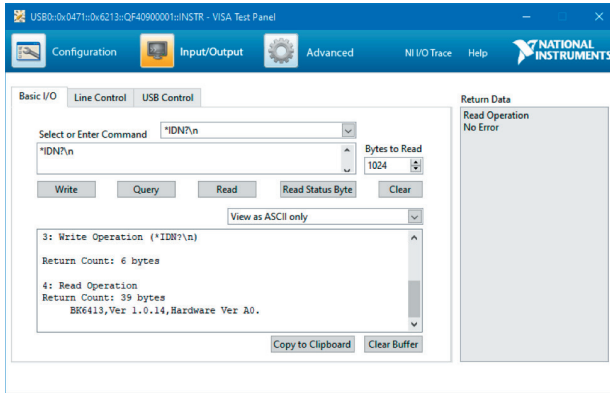 USB0::0x0471::0x6213::QF40900001::INSTR - VISA Test Panel
Configuration
Input/Output
Advanced
NI I/O Trace
Help
NATIONAL
INSTRUMENTS
Basic I/O
Line Control
USB Control
Return Data
Read Operation
No Error
Select or Enter Command
*IDN?\n
*IDN?\n
Bytes to Read
1024
Write
Query
Read
Read Status Byte
Clear
View as ASCII only
3: Write Operation (*IDN?\n)
Return Count: 6 bytes
4: Read Operation
Return Count: 39 bytes
BK6413,Ver 1.0.14,Hardware Ver A0.
Copy to Clipboard
Clear Buffer